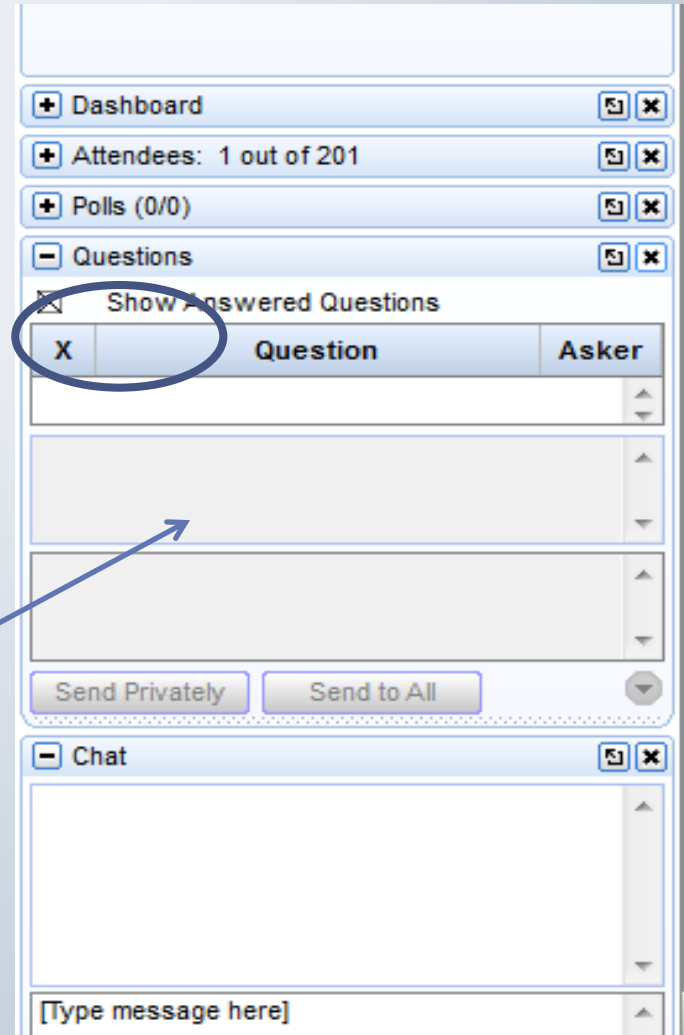 Dashboard
Attendees: 1 out of 201
Polls (0/0)
Questions
Show Answered Questions
X Question Asker
Send Privately Send to All
Chat
[Type message here]